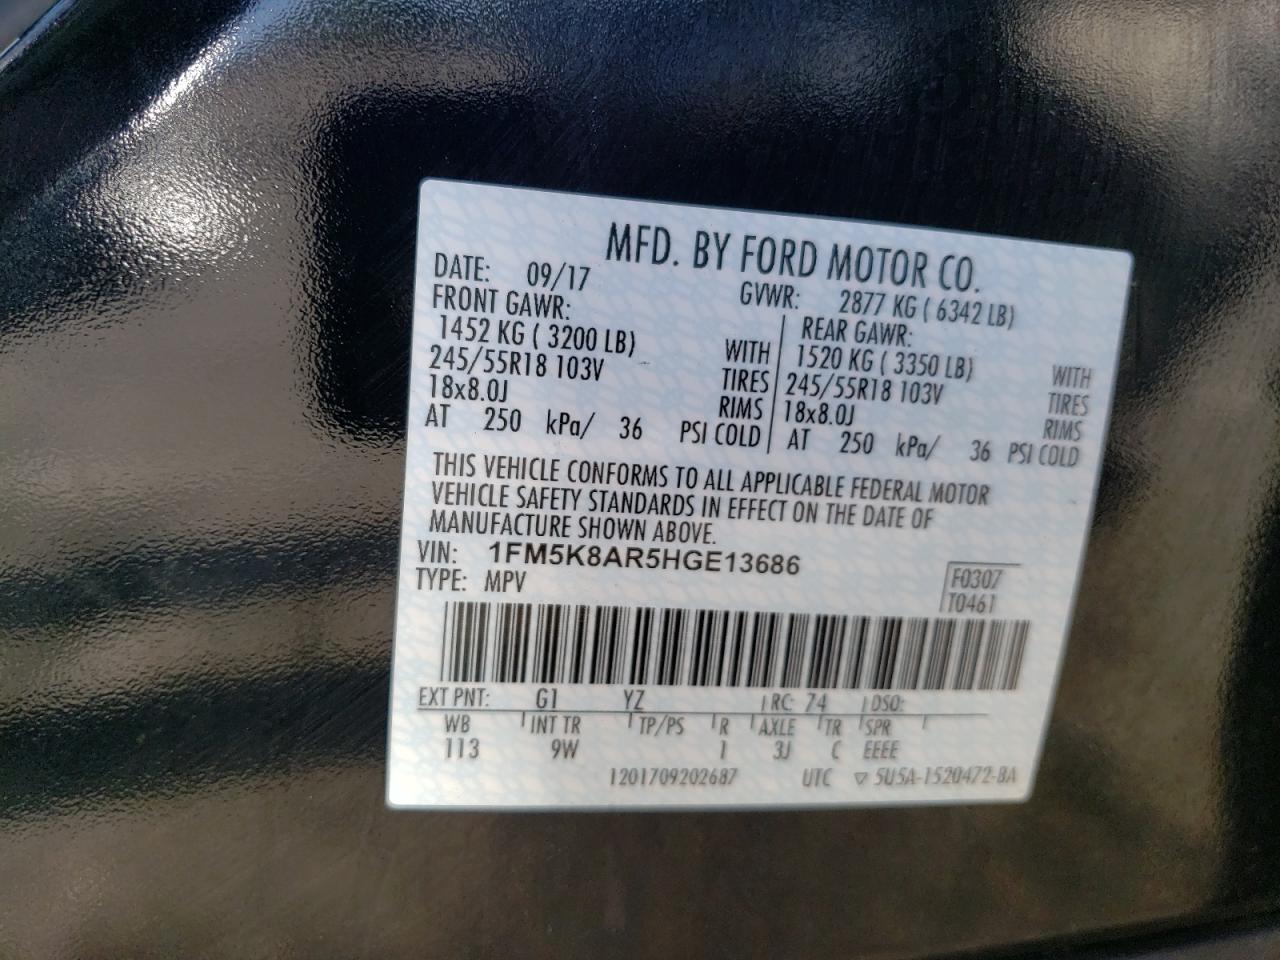 MFD. BY FORD MOTOR CO.
DATE: 09/17 GVWR: 2877 KG ( 6342 LB)
FRONT GAWR: REAR GAWR:
1452 KG ( 3200 LB) WITH 1520 KG ( 3350 LB) WITH
245/55R18 103V TIRES 245/55R18 103V TIRES
18x8.0J RIMS 18x8.0J RIMS
AT 250 kPa/ 36 PSI COLD AT 250 kPa/ 36 PSI COLD
THIS VEHICLE CONFORMS TO ALL APPLICABLE FEDERAL MOTOR
VEHICLE SAFETY STANDARDS IN EFFECT ON THE DATE OF
MANUFACTURE SHOWN ABOVE.
VIN: 1FM5K8AR5HGE13686
TYPE: MPV
F0307
T0461
EXT PNT: G1 YZ RC: 74 DSO:
WB INT TR TP/PS R AXLE TR SPR
113 9W 1 3J C EEEE
1201709202687 UTC ▽ 5U5A-1520472-BA